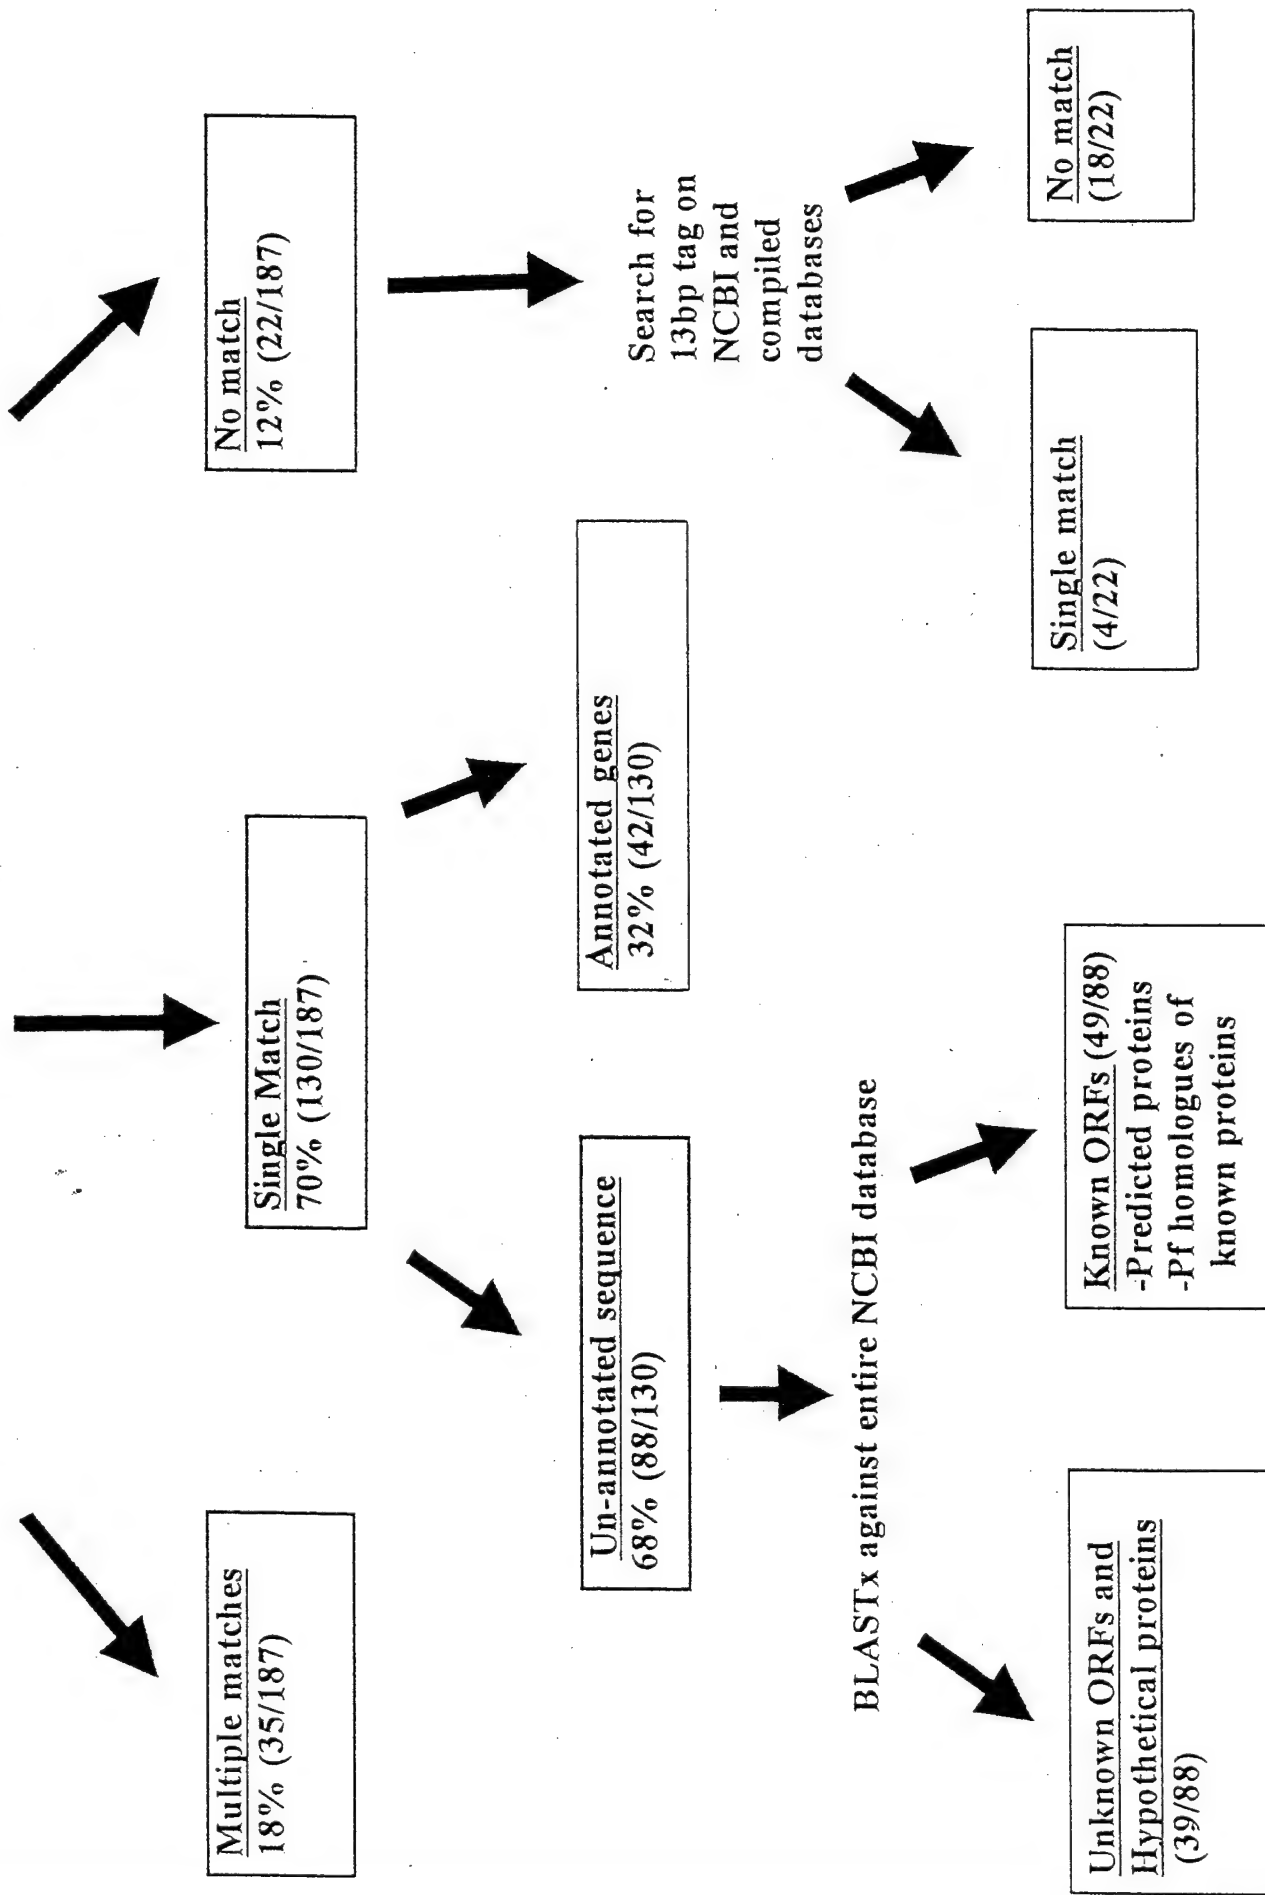 Multiple matches
18% (35/187)
Single Match
70% (130/187)
No match
12% (22/187)
Un-annotated sequence
68% (88/130)
Annotated genes
32% (42/130)
Search for
13bp tag on
NCBI and
compiled
databases
BLASTx against entire NCBI database
Unknown ORFs and
Hypothetical proteins
(39/88)
Known ORFs (49/88)
-Predicted proteins
-Pf homologues of
known proteins
Single match
(4/22)
No match
(18/22)